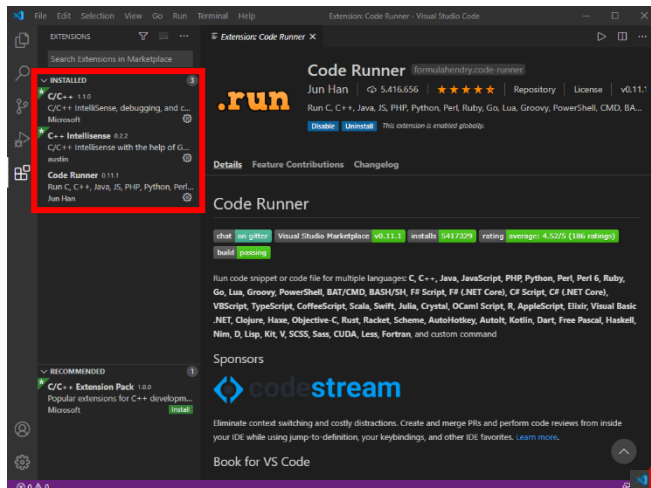 File Edit Selection View Go Run Terminal Help Extension: Code Runner - Visual Studio Code
EXTENSIONS
Search Extensions in Marketplace
INSTALLED 3
C/C++ 1.1.0
C/C++ IntelliSense, debugging, and c...
Microsoft
C++ Intellisense 0.2.2
C/C++ Intellisense with the help of G...
austin
Code Runner 0.11.1
Run C, C++, Java, JS, PHP, Python, Perl...
Jun Han
RECOMMENDED 1
C/C++ Extension Pack 1.0.0
Popular extensions for C++ developm...
Microsoft Install
Extension: Code Runner
.run
Code Runner formulahendry.code-runner
Jun Han 5.416.656 Repository License v0.11.1
Run C, C++, Java, JS, PHP, Python, Perl, Ruby, Go, Lua, Groovy, PowerShell, CMD, BA...
Disable Uninstall This extension is enabled globally.
Details Feature Contributions Changelog
Code Runner
chat on gitter Visual Studio Marketplace v0.11.1 installs 5417329 rating average: 4.52/5 (186 ratings)
build passing
Run code snippet or code file for multiple languages: C, C++, Java, JavaScript, PHP, Python, Perl, Perl 6, Ruby,
Go, Lua, Groovy, PowerShell, BAT/CMD, BASH/SH, F# Script, F# (.NET Core), C# Script, C# (.NET Core),
VBScript, TypeScript, CoffeeScript, Scala, Swift, Julia, Crystal, OCaml Script, R, AppleScript, Elixir, Visual Basic
.NET, Clojure, Haxe, Objective-C, Rust, Racket, Scheme, AutoHotkey, AutoIt, Kotlin, Dart, Free Pascal, Haskell,
Nim, D, Lisp, Kit, V, SCSS, Sass, CUDA, Less, Fortran, and custom command
Sponsors
codestream
Eliminate context switching and costly distractions. Create and merge PRs and perform code reviews from inside
your IDE while using jump-to-definition, your keybindings, and other IDE favorites. Learn more.
Book for VS Code
0 0